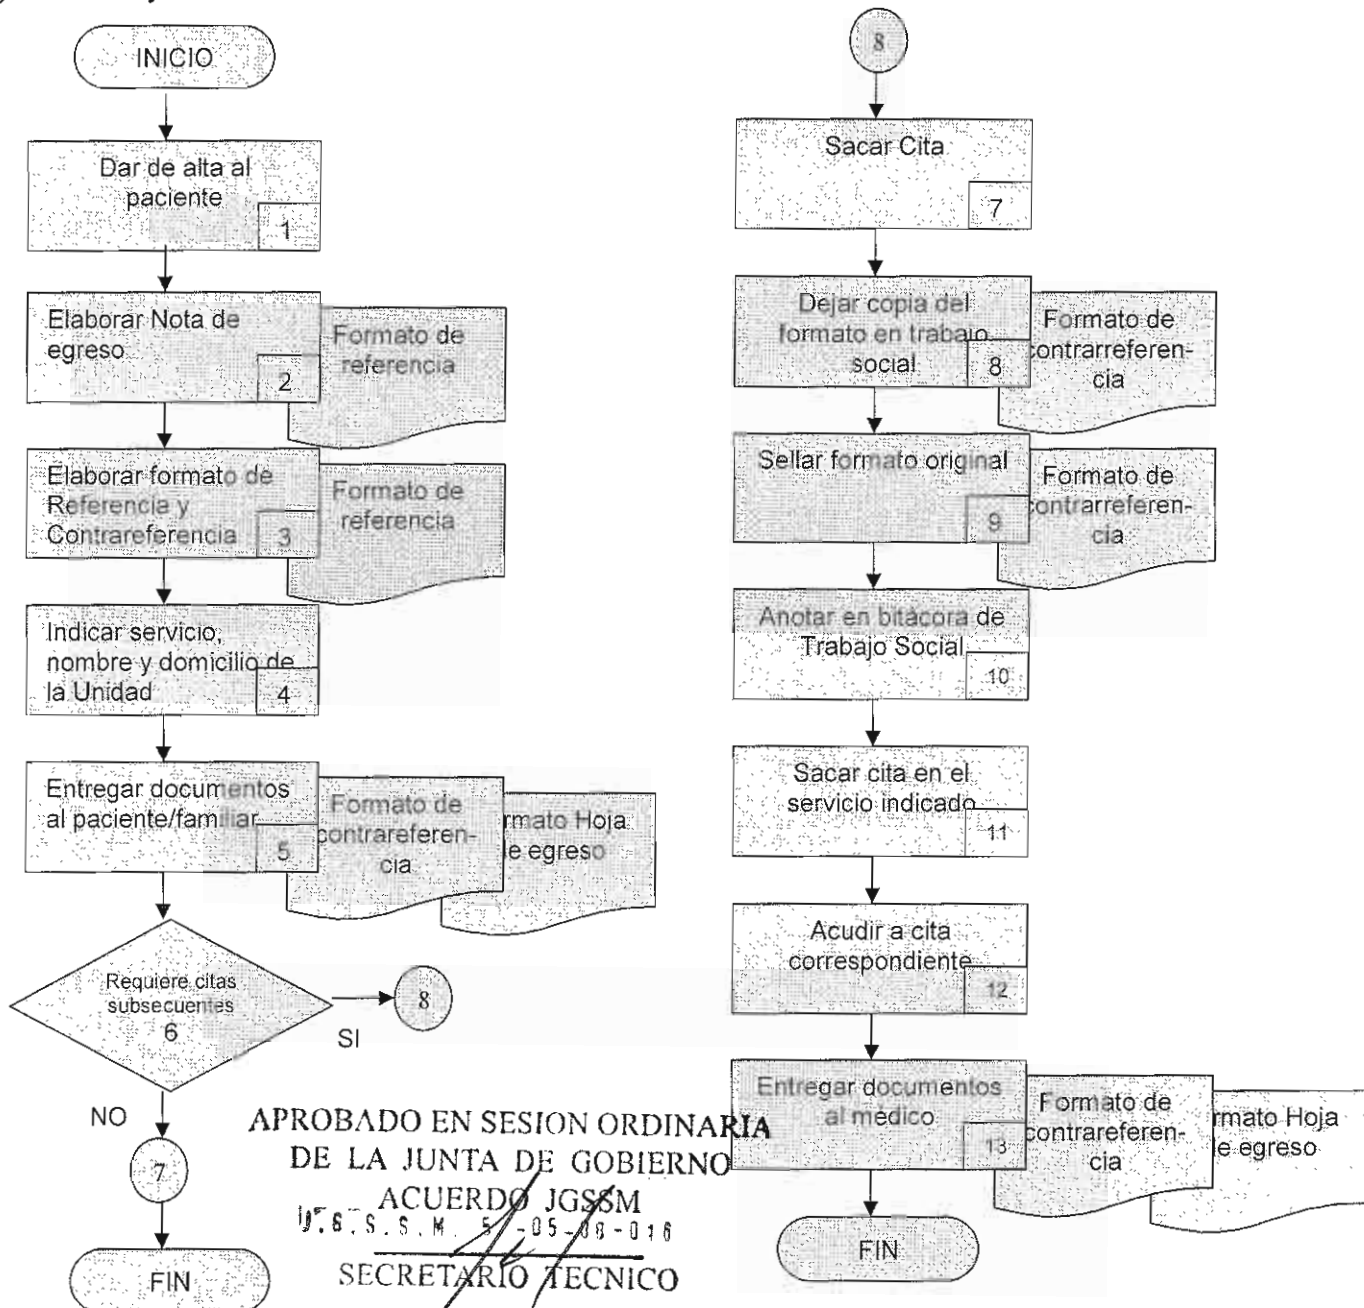 INICIO
Dar de alta al
paciente
1
Elaborar Nota de
egreso
2
Formato de
referencia
Elaborar formato de
Referencia y
Contrareferencia
3
Formato de
referencia
Indicar servicio,
nombre y domicilio de
la Unidad
4
Entregar documentos
al paciente/familiar
5
Formato de
contrareferen-
cia
rmato Hoja
e egreso
Requiere citas
subsecuentes
6
SI
8
NO
7
FIN
8
Sacar Cita
7
Dejar copia del
formato en trabajo
social
8
Formato de
contrarreferen-
cia
Sellar formato original
9
Formato de
contrarreferen-
cia
Anotar en bitácora de
Trabajo Social
10
Sacar cita en el
servicio indicado
11
Acudir a cita
correspondiente
12
Entregar documentos
al médico
13
Formato de
contrareferen-
cia
rmato Hoja
e egreso
FIN
APROBADO EN SESION ORDINARIA
DE LA JUNTA DE GOBIERNO
ACUERDO JGSSM
SECRETARIO TECNICO